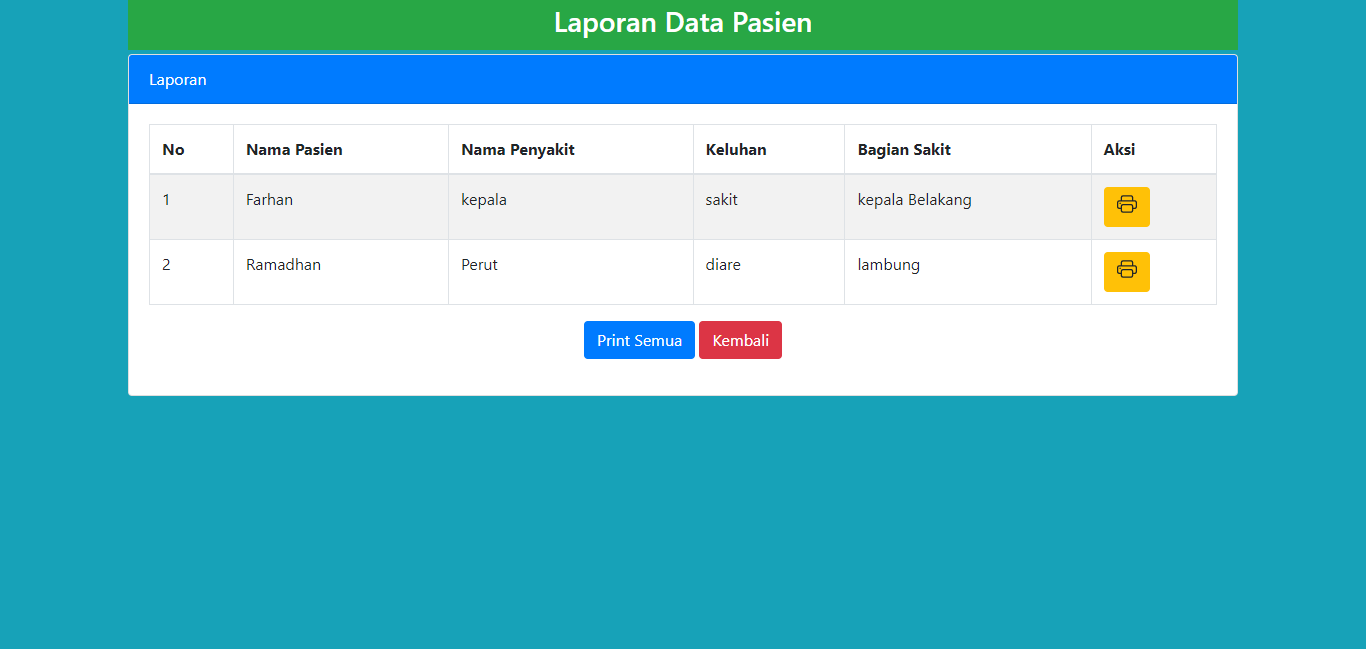 Laporan Data Pasien
Laporan
No Nama Pasien Nama Penyakit Keluhan Bagian Sakit Aksi
1 Farhan kepala sakit kepala Belakang
2 Ramadhan Perut diare lambung
Print Semua Kembali